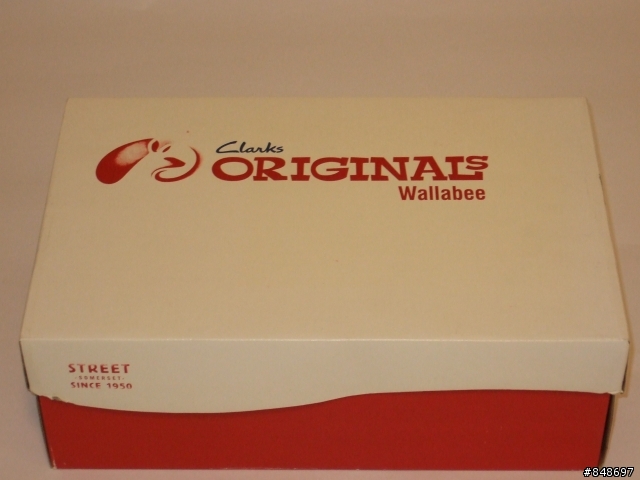 Clarks
ORIGINALS
Wallabee
STREET
-SOMERSET-
SINCE 1950
#848697